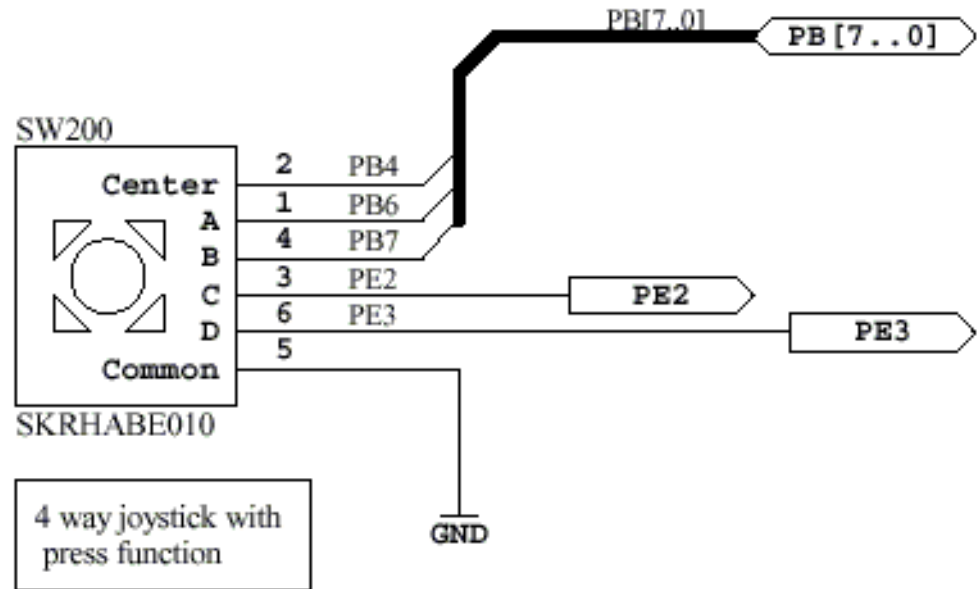 PB[7..0]
PB[7..0]
SW200
Center 2 PB4
A 1 PB6
B 4 PB7
C 3 PE2 PE2
D 6 PE3 PE3
Common 5
SKRHABE010
GND
4 way joystick with
press function